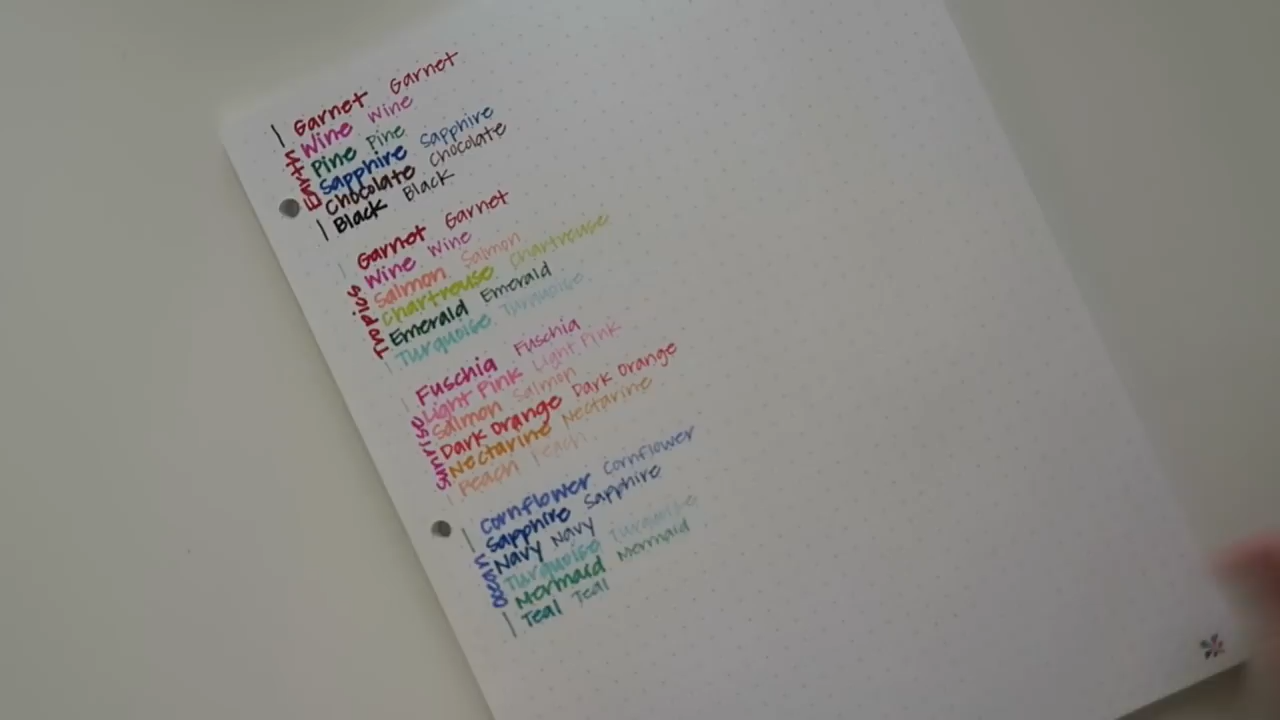 Earth
Garnet Garnet
Wine Wine
Pine Pine
Sapphire Sapphire
Chocolate Chocolate
Black Black
Tropics
Garnet Garnet
Wine Wine
Salmon Salmon
Chartreuse Chartreuse
Emerald Emerald
Turquoise Turquoise
Sunrise
Fuschia Fuschia
Light Pink Light Pink
Salmon Salmon
Dark Orange Dark Orange
Nectarine Nectarine
Peach Peach
Ocean
Cornflower Cornflower
Sapphire Sapphire
Navy Navy
Turquoise Turquoise
Mermaid Mermaid
Teal Teal